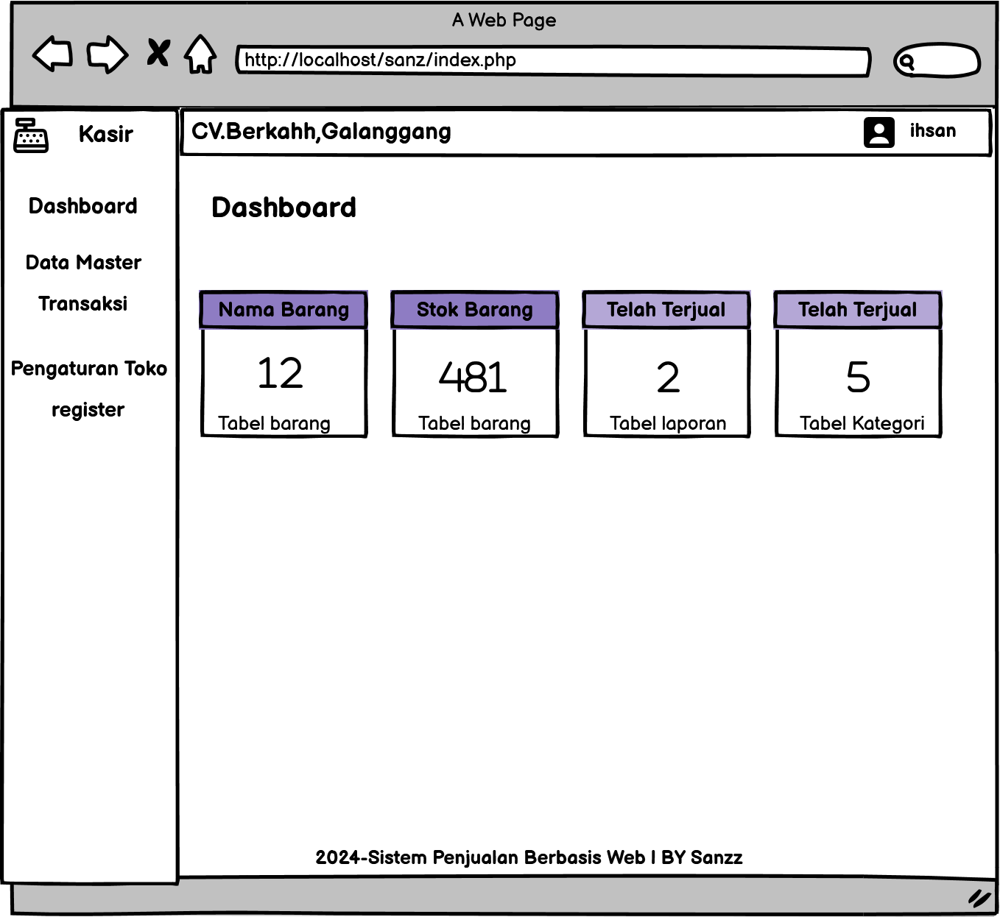 A Web Page
http://localhost/sanz/index.php
Kasir
CV.Berkahh,Galanggang
ihsan
Dashboard
Data Master
Transaksi
Pengaturan Toko
register
Dashboard
Nama Barang
12
Tabel barang
Stok Barang
481
Tabel barang
Telah Terjual
2
Tabel laporan
Telah Terjual
5
Tabel Kategori
2024-Sistem Penjualan Berbasis Web | BY Sanzz